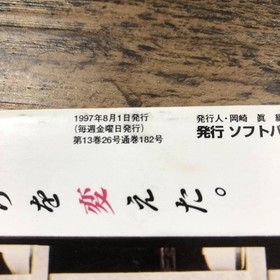 1997年8月1日発行
(毎週金曜日発行)
第13巻26号通巻182号
発行人・岡崎 眞
発行 ソフトバ
を変えた。